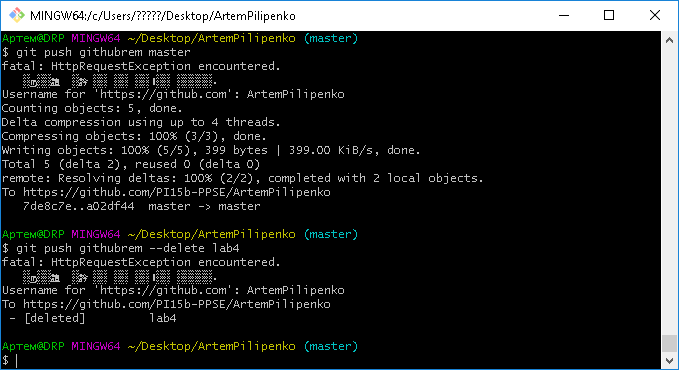 MINGW64:/c/Users/?????/Desktop/ArtemPilipenko
Артем@DRP MINGW64 ~/Desktop/ArtemPilipenko (master)
$ git push githubrem master
fatal: HttpRequestException encountered.
Username for 'https://github.com': ArtemPilipenko
Counting objects: 5, done.
Delta compression using up to 4 threads.
Compressing objects: 100% (3/3), done.
Writing objects: 100% (5/5), 399 bytes | 399.00 KiB/s, done.
Total 5 (delta 2), reused 0 (delta 0)
remote: Resolving deltas: 100% (2/2), completed with 2 local objects.
To https://github.com/PI15b-PPSE/ArtemPilipenko
   7de8c7e..a02df44  master -> master
Артем@DRP MINGW64 ~/Desktop/ArtemPilipenko (master)
$ git push githubrem --delete lab4
fatal: HttpRequestException encountered.
Username for 'https://github.com': ArtemPilipenko
To https://github.com/PI15b-PPSE/ArtemPilipenko
 - [deleted]         lab4
Артем@DRP MINGW64 ~/Desktop/ArtemPilipenko (master)
$